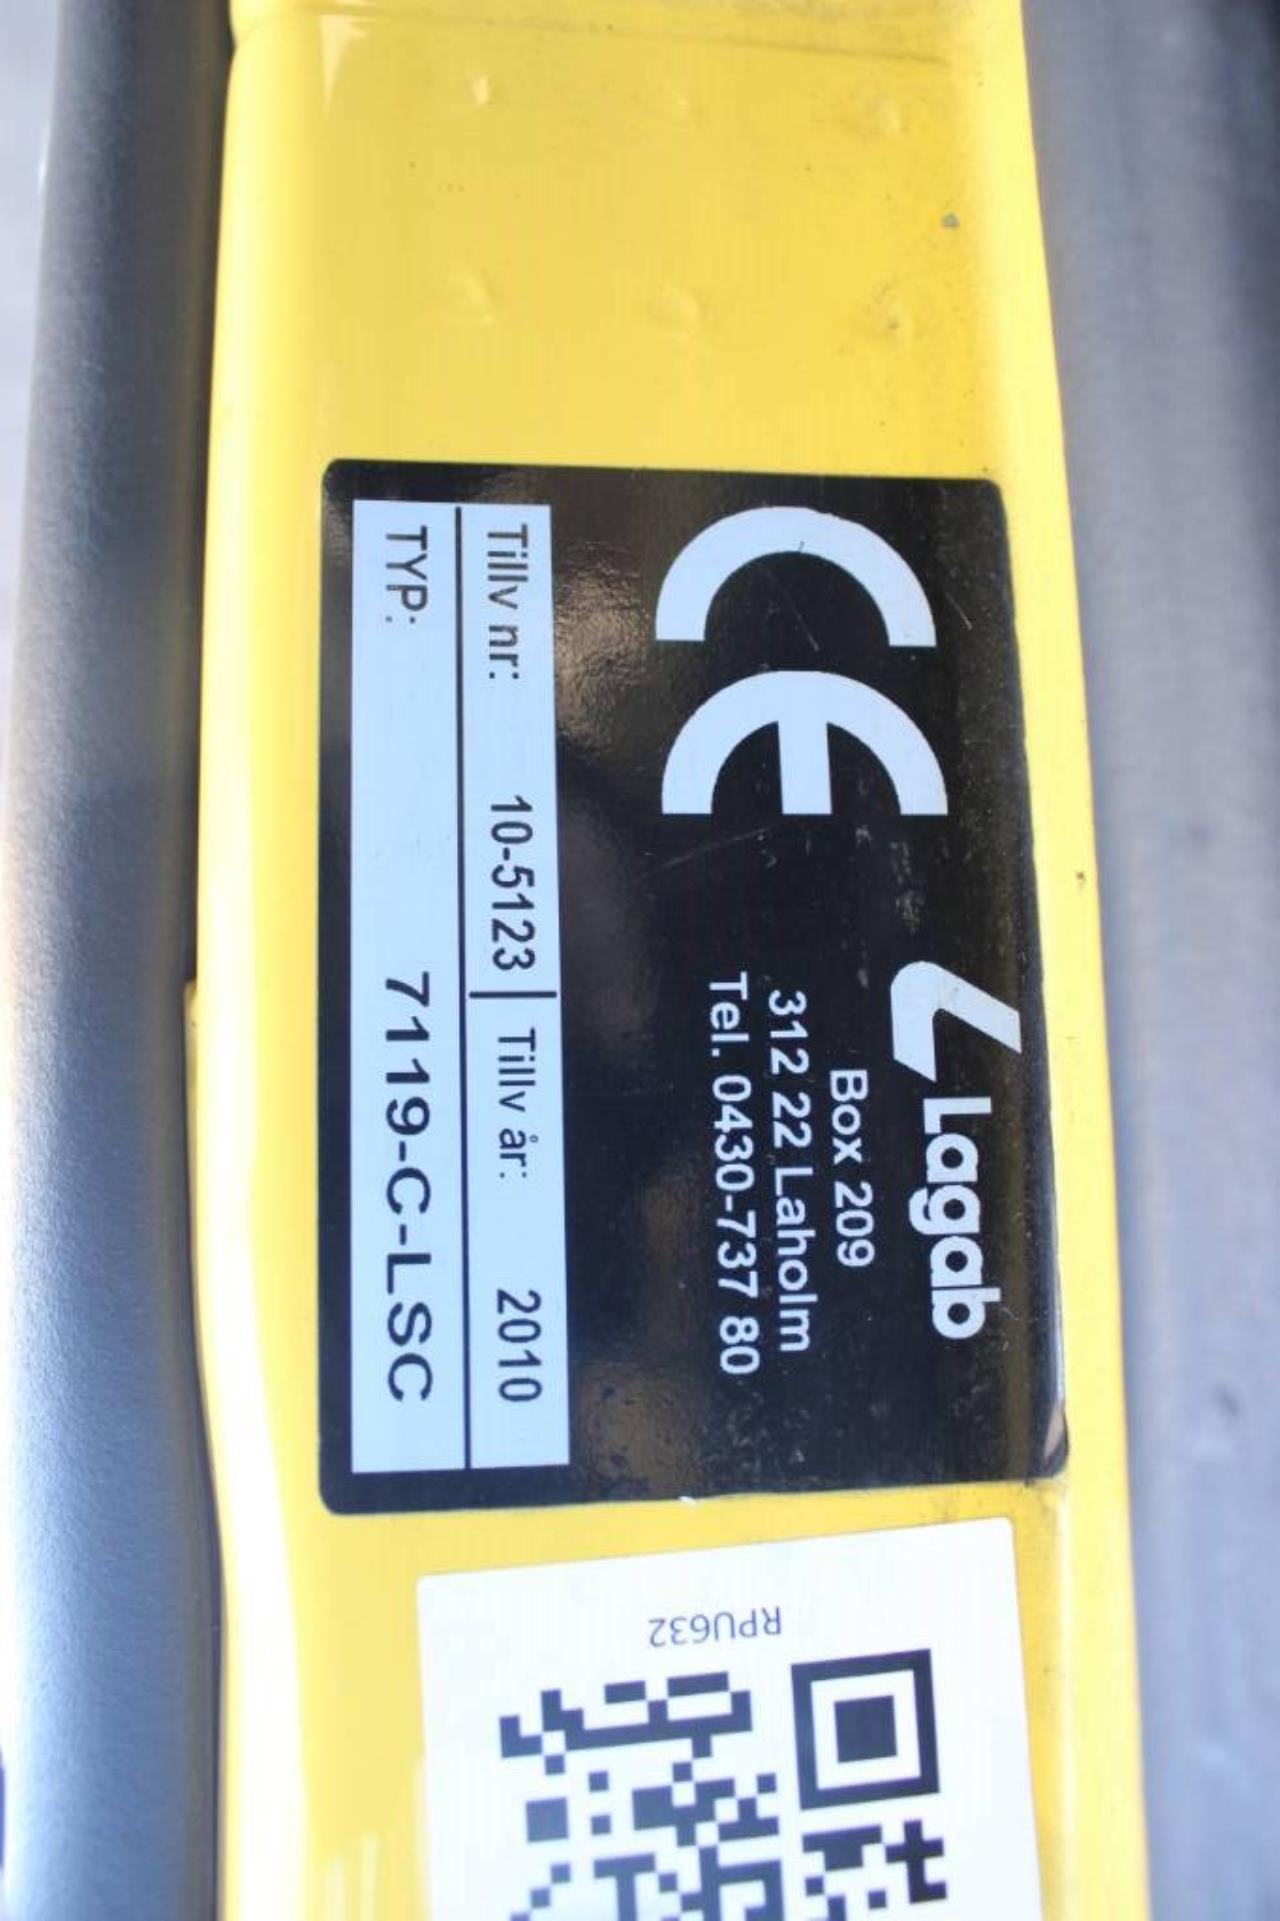 CE
Lagab
Box 209
312 22 Laholm
Tel. 0430-737 80
Tillv nr: 10-5123 Tillv år: 2010
TYP: 7119-C-LSC
RPU632